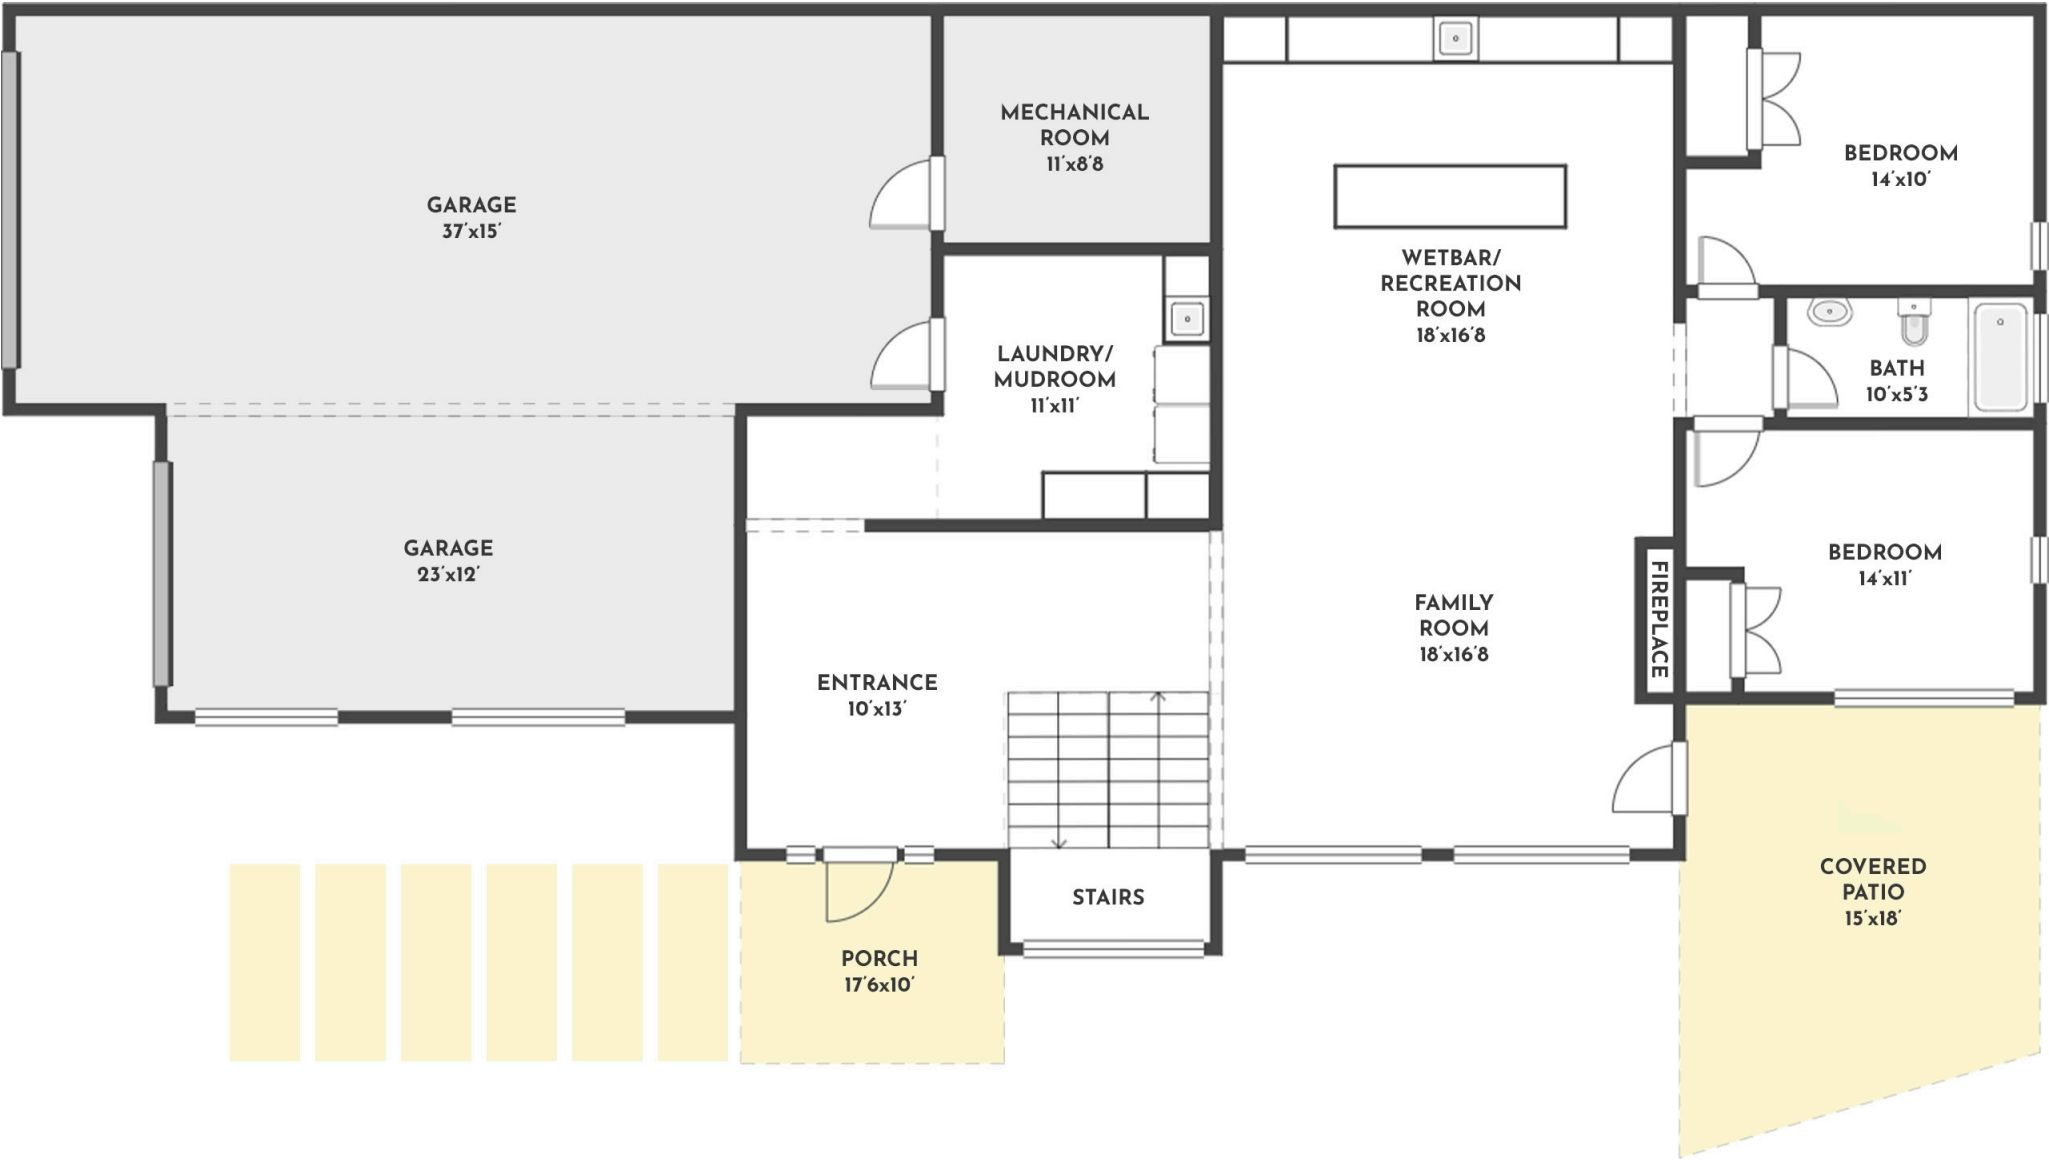 MECHANICAL
ROOM
11'x8'8
BEDROOM
14'x10'
GARAGE
37'x15'
WETBAR/
RECREATION
ROOM
18'x16'8
LAUNDRY/
MUDROOM
11'x11'
BATH
10'x5'3
GARAGE
23'x12'
BEDROOM
14'x11'
FIREPLACE
FAMILY
ROOM
18'x16'8
ENTRANCE
10'x13'
STAIRS
COVERED
PATIO
15'x18'
PORCH
17'6x10'